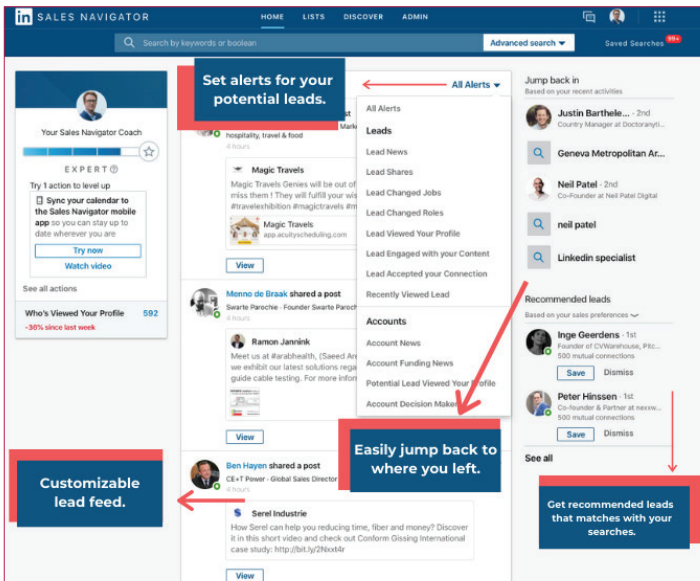 in SALES NAVIGATOR
HOME LISTS DISCOVER ADMIN
Search by keywords or boolean
Advanced search
Saved Searches
99+
Your Sales Navigator Coach
EXPERT
Try 1 action to level up
Sync your calendar to
the Sales Navigator mobile
app so you can stay up to
date wherever you are
Try now
Watch video
See all actions
Who's Viewed Your Profile 592
-36% since last week
Set alerts for your
potential leads.
All Alerts
hospitality, travel & food
4 hours
Magic Travels
Magic Travels Genies will be out of
miss them ! They will fulfill your
#travelexhibition #magictravels
Magic Travels
app.acuityscheduling.com
View
Menno de Braak shared a post
Swarte Parochie - Founder Swarte
4 hours
Ramon Jannink
Meet us at #arabhealth, (Saeed
we exhibit our latest solutions
guide cable testing. For more
View
Ben Hayen shared a post
CE+T Power - Global Sales Director
4 hours
Serel Industrie
How Serel can help you reducing time, fiber and money? Discover
it in this short video and check out Conform Gissing International
case study: http://bit.ly/2Nxxt4r
View
All Alerts
Leads
Lead News
Lead Shares
Lead Changed Jobs
Lead Changed Roles
Lead Viewed Your Profile
Lead Engaged with your Content
Lead Accepted your Connection
Recently Viewed Lead
Accounts
Account News
Account Funding News
Potential Lead Viewed Your Profile
Account Decision Maker
Easily jump back to
where you left.
Customizable
lead feed.
Jump back in
Based on your recent activities
Justin Barthele... - 2nd
Country Manager at Doctoranyti...
Geneva Metropolitan Ar...
Neil Patel - 2nd
Co-Founder at Neil Patel Digital
neil patel
Linkedin specialist
Recommended leads
Based on your sales preferences
Inge Geerdens - 1st
Founder of CVWarehouse, Pitc...
500 mutual connections
Save Dismiss
Peter Hinssen - 1st
Co-founder & Partner at nexxw...
500 mutual connections
Save Dismiss
See all
Get recommended leads
that matches with your
searches.